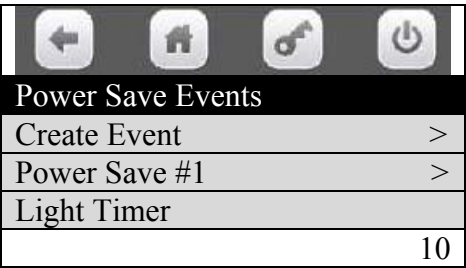 Power Save Events
Create Event >
Power Save #1 >
Light Timer
10